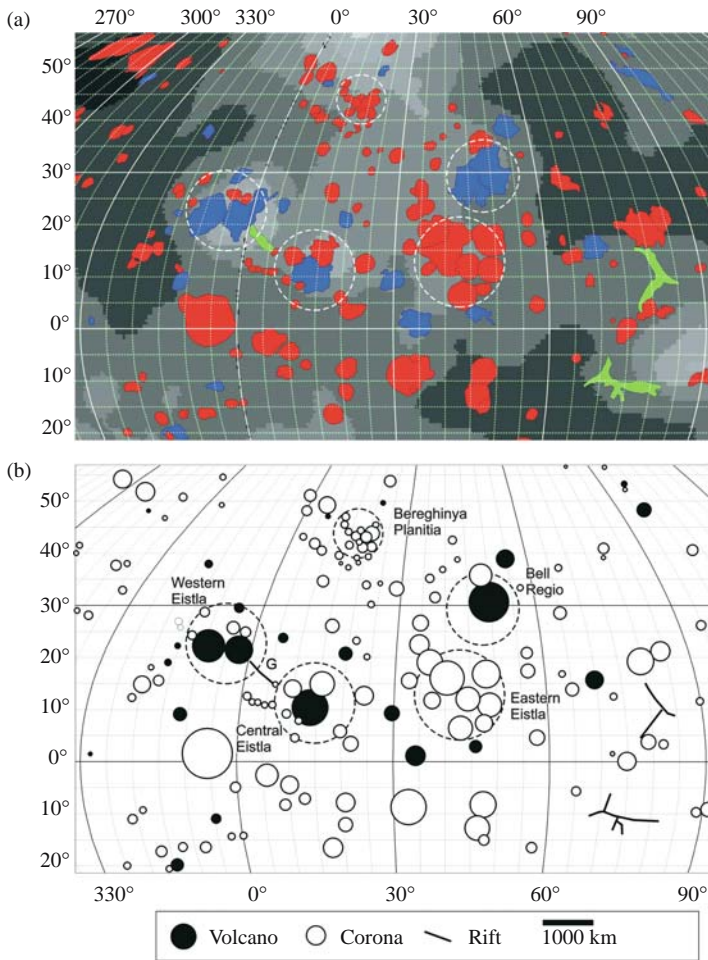 (a)
270° 300° 330° 0° 30° 60° 90°
50°
40°
30°
20°
10°
0°
10°
20°
(b)
50°
40°
30°
20°
10°
0°
10°
20°
Bereghinya
Planitia
Western
Eistla
Bell
Regio
G
Central
Eistla
Eastern
Eistla
330° 0° 30° 60° 90°
Volcano Corona Rift 1000 km